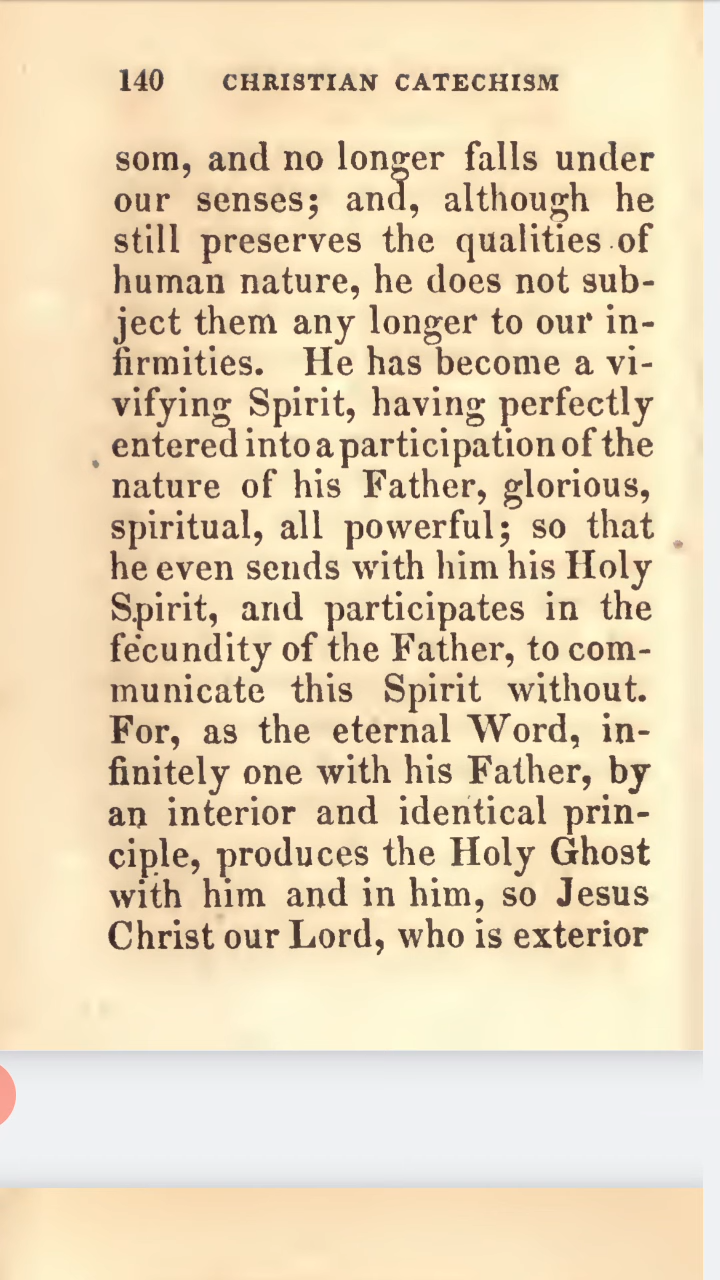 140 CHRISTIAN CATECHISM
som, and no longer falls under
our senses; and, although he
still preserves the qualities of
human nature, he does not sub-
ject them any longer to our in-
firmities. He has become a vi-
vifying Spirit, having perfectly
entered into a participation of the
nature of his Father, glorious,
spiritual, all powerful; so that
he even sends with him his Holy
Spirit, and participates in the
fecundity of the Father, to com-
municate this Spirit without.
For, as the eternal Word, in-
finitely one with his Father, by
an interior and identical prin-
ciple, produces the Holy Ghost
with him and in him, so Jesus
Christ our Lord, who is exterior